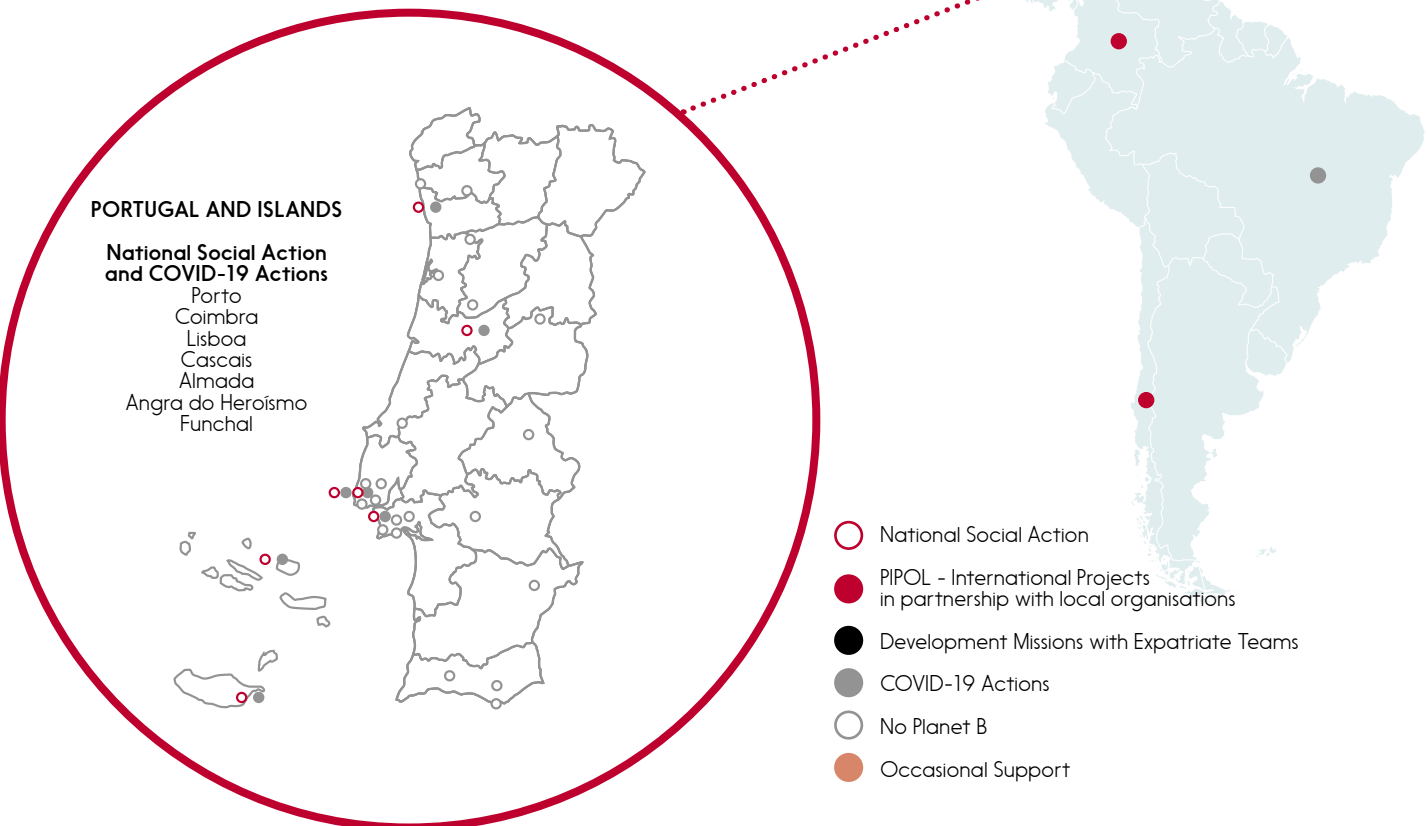 PORTUGAL AND ISLANDS
National Social Action
and COVID-19 Actions
Porto
Coimbra
Lisboa
Cascais
Almada
Angra do Heroísmo
Funchal
National Social Action
PIPOL - International Projects
in partnership with local organisations
Development Missions with Expatriate Teams
COVID-19 Actions
No Planet B
Occasional Support